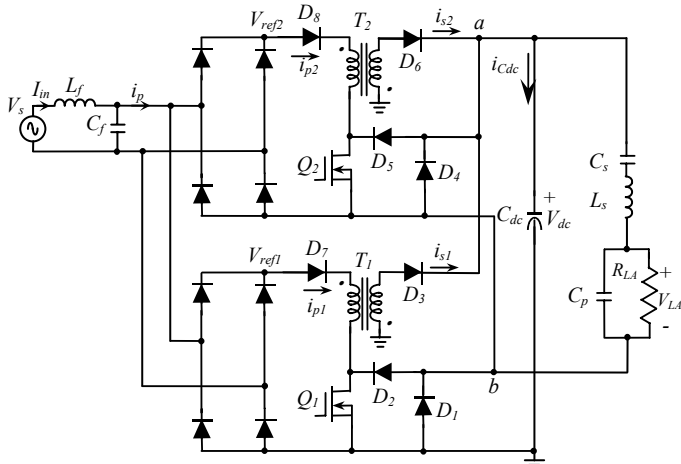 V_ref2 D_8 T_2 i_s2 a
i_p2 D_6 i_Cdc
V_s I_in L_f i_p
C_f
Q_2 D_5 D_4 C_s
L_s
C_dc + V_dc
V_ref1 D_7 T_1 i_s1
i_p1 D_3 C_p R_LA + V_LA -
Q_1 D_2 D_1 b